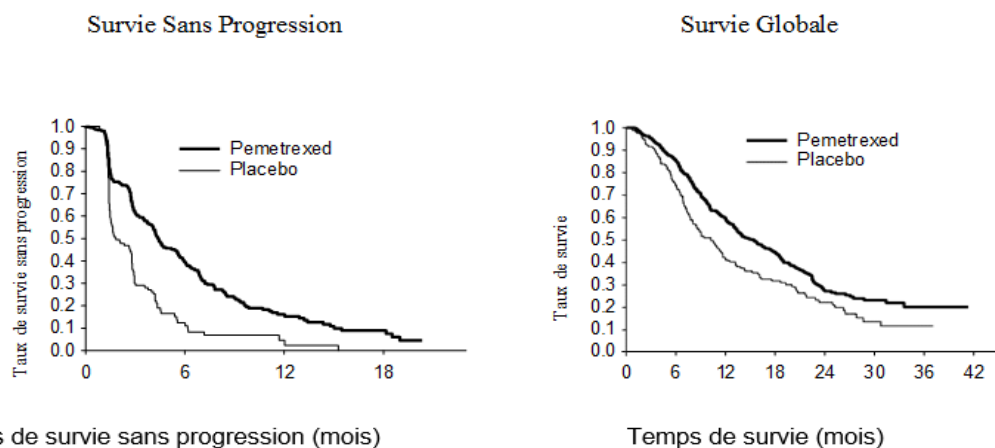 Survie Sans Progression
Taux de survie sans progression
1.0
0.9
0.8
0.7
0.6
0.5
0.4
0.3
0.2
0.1
0.0
Pemetrexed
Placebo
0 6 12 18
s de survie sans progression (mois)
Survie Globale
Taux de survie
1.0
0.9
0.8
0.7
0.6
0.5
0.4
0.3
0.2
0.1
0.0
Pemetrexed
Placebo
0 6 12 18 24 30 36 42
Temps de survie (mois)